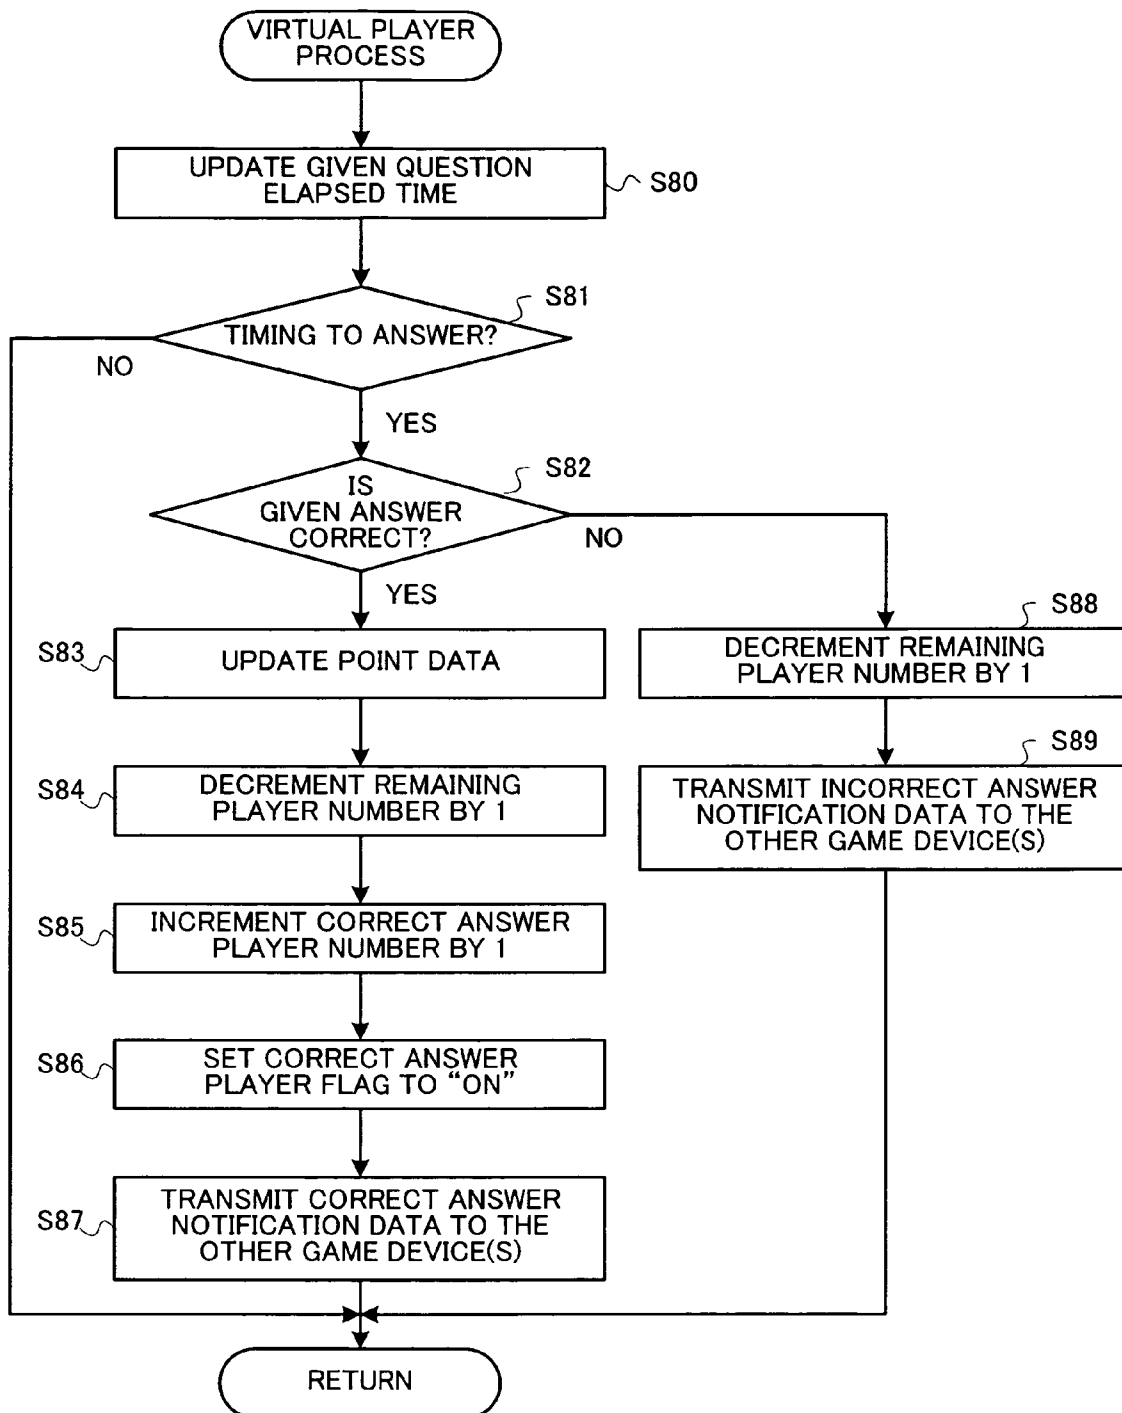 VIRTUAL PLAYER
PROCESS
UPDATE GIVEN QUESTION
ELAPSED TIME
S80
S81
TIMING TO ANSWER?
NO
YES
S82
IS
GIVEN ANSWER
CORRECT?
NO
YES
S83
UPDATE POINT DATA
S88
DECREMENT REMAINING
PLAYER NUMBER BY 1
S84
DECREMENT REMAINING
PLAYER NUMBER BY 1
S89
TRANSMIT INCORRECT ANSWER
NOTIFICATION DATA TO THE
OTHER GAME DEVICE(S)
S85
INCREMENT CORRECT ANSWER
PLAYER NUMBER BY 1
S86
SET CORRECT ANSWER
PLAYER FLAG TO “ON”
S87
TRANSMIT CORRECT ANSWER
NOTIFICATION DATA TO THE
OTHER GAME DEVICE(S)
RETURN